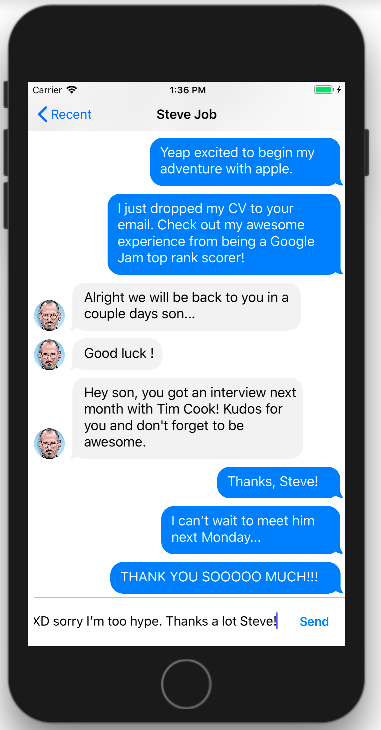 Carrier 1:36 PM
Recent Steve Job
Yeap excited to begin my
adventure with apple.
I just dropped my CV to your
email. Check out my awesome
experience from being a Google
Jam top rank scorer!
Alright we will be back to you in a
couple days son...
Good luck !
Hey son, you got an interview next
month with Tim Cook! Kudos for
you and don't forget to be
awesome.
Thanks, Steve!
I can't wait to meet him
next Monday...
THANK YOU SOOOOO MUCH!!!
XD sorry I'm too hype. Thanks a lot Steve! Send